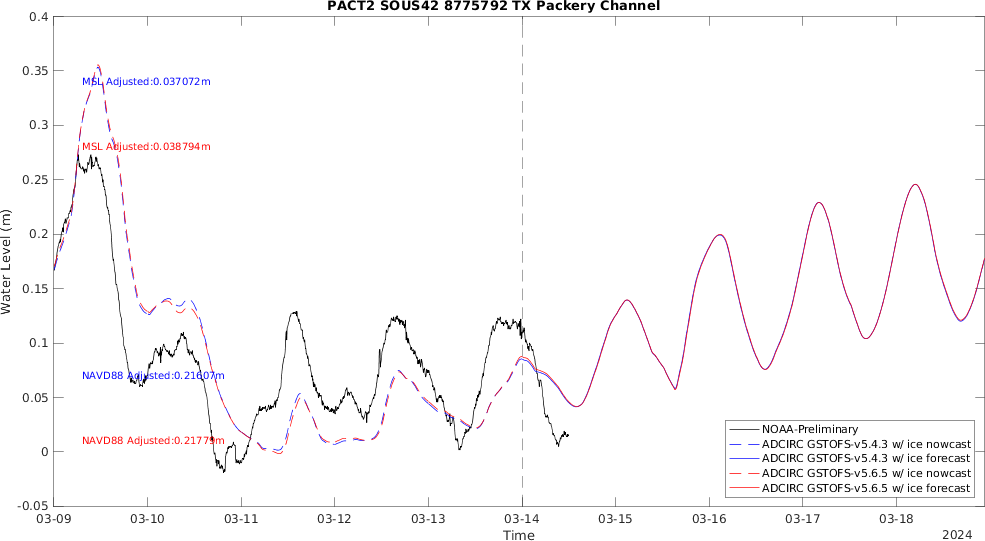 PACT2 SOUS42 8775792 TX Packery Channel
0.4
0.35
0.3
0.25
0.2
0.15
0.1
0.05
0
-0.05
Water Level (m)
MSL Adjusted:0.037072m
MSL Adjusted:0.038794m
NAVD88 Adjusted:0.21607m
NAVD88 Adjusted:0.21779m
NOAA-Preliminary
ADCIRC GSTOFS-v5.4.3 w/ ice nowcast
ADCIRC GSTOFS-v5.4.3 w/ ice forecast
ADCIRC GSTOFS-v5.6.5 w/ ice nowcast
ADCIRC GSTOFS-v5.6.5 w/ ice forecast
03-09 03-10 03-11 03-12 03-13 03-14 03-15 03-16 03-17 03-18
Time
2024